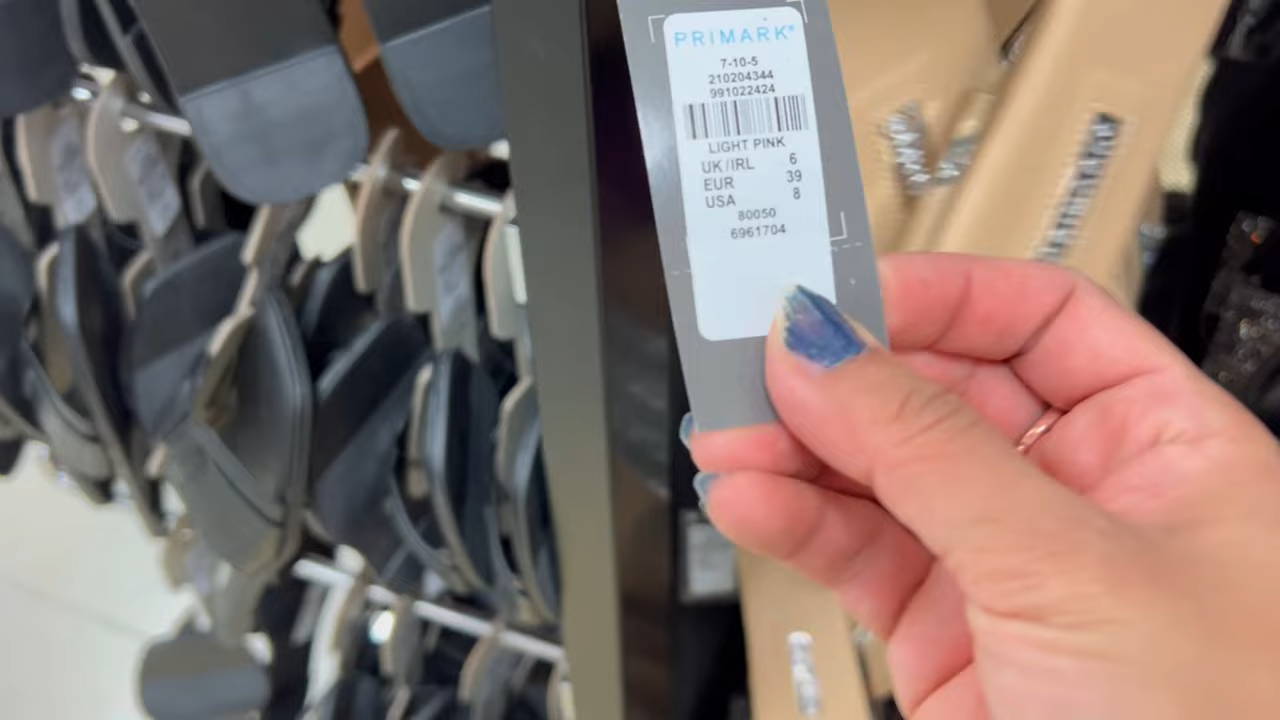 PRIMARK®
7-10-5
210204344
991022424
LIGHT PINK
UK/IRL 6
EUR 39
USA 8
80050
6961704